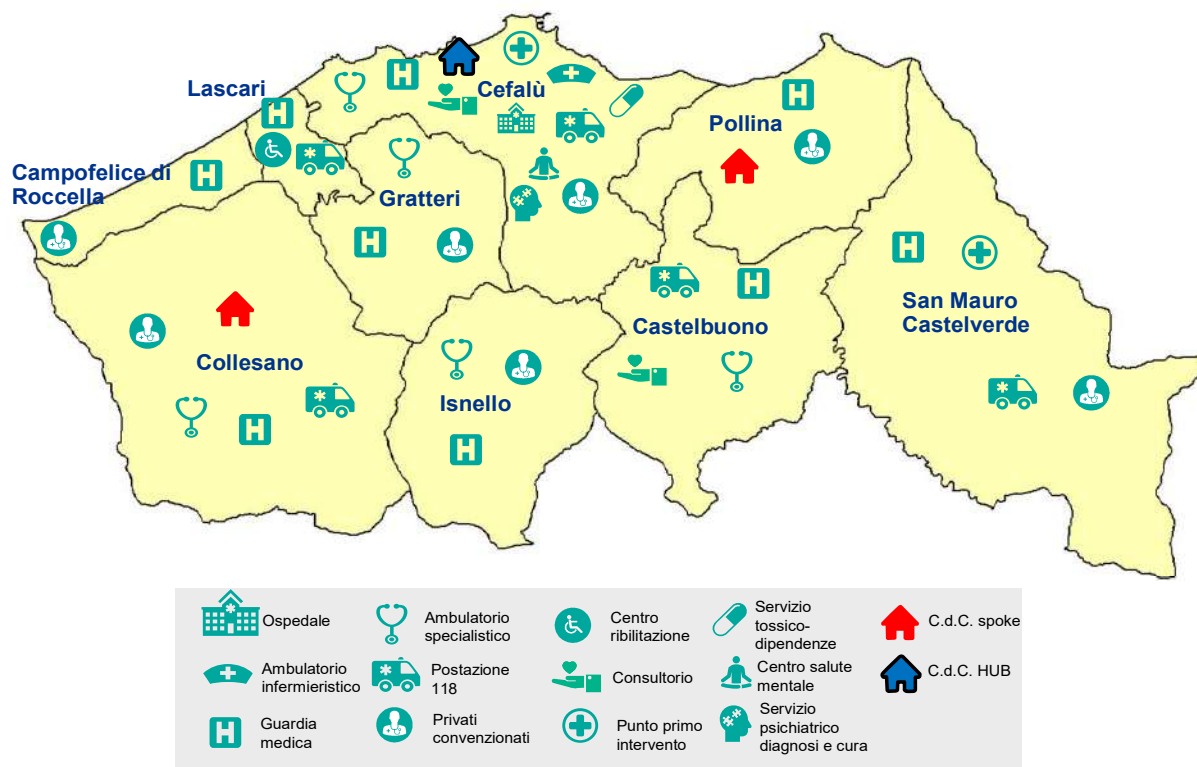 Lascari
Cefalù
Pollina
Campofelice di
Roccella
Gratteri
San Mauro
Castelverde
Castelbuono
Collesano
Isnello
H
H
H
H
H
H
H
H
H
Ospedale
Ambulatorio
specialistico
Centro
ribilitazione
Servizio
tossico-
dipendenze
C.d.C. spoke
Ambulatorio
infermieristico
Postazione
118
Consultorio
Centro salute
mentale
C.d.C. HUB
H
Guardia
medica
Privati
convenzionati
Punto primo
intervento
Servizio
psichiatrico
diagnosi e cura